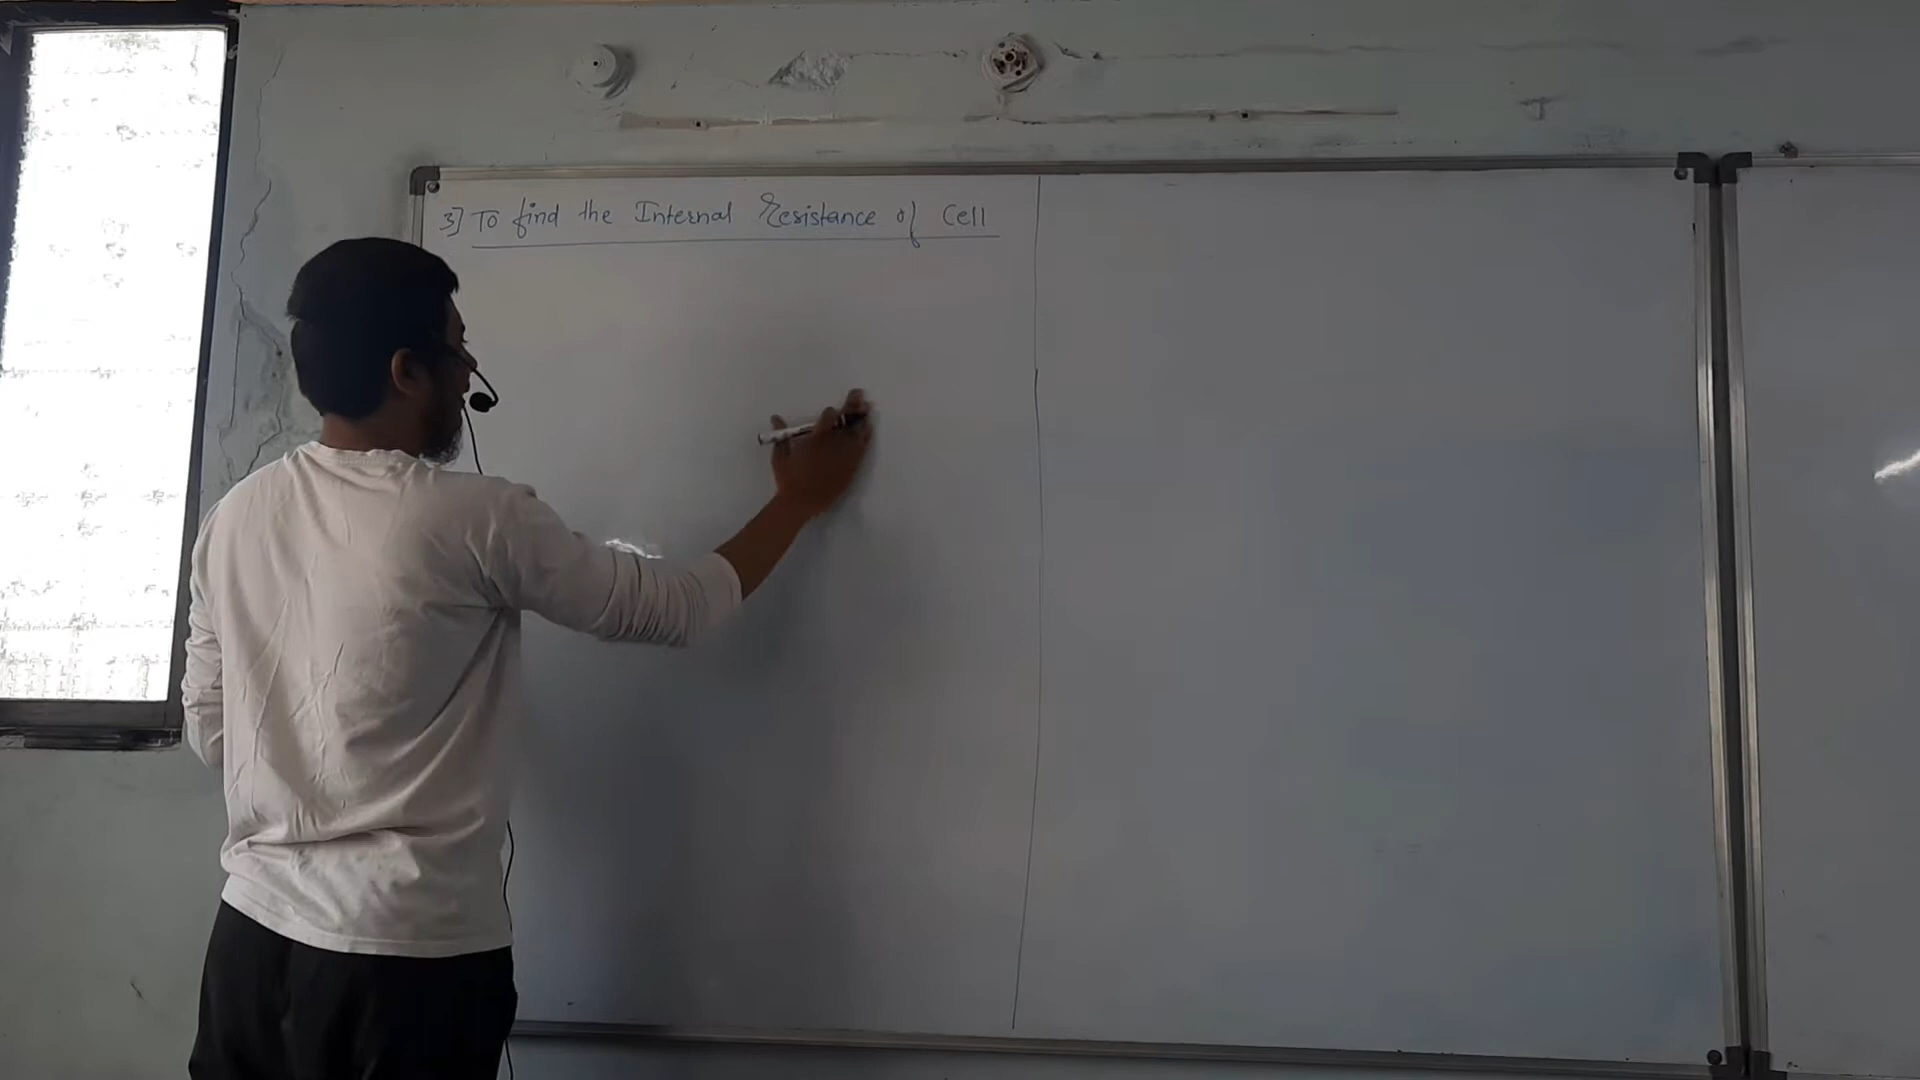 3] To find the Internal Resistance of Cell